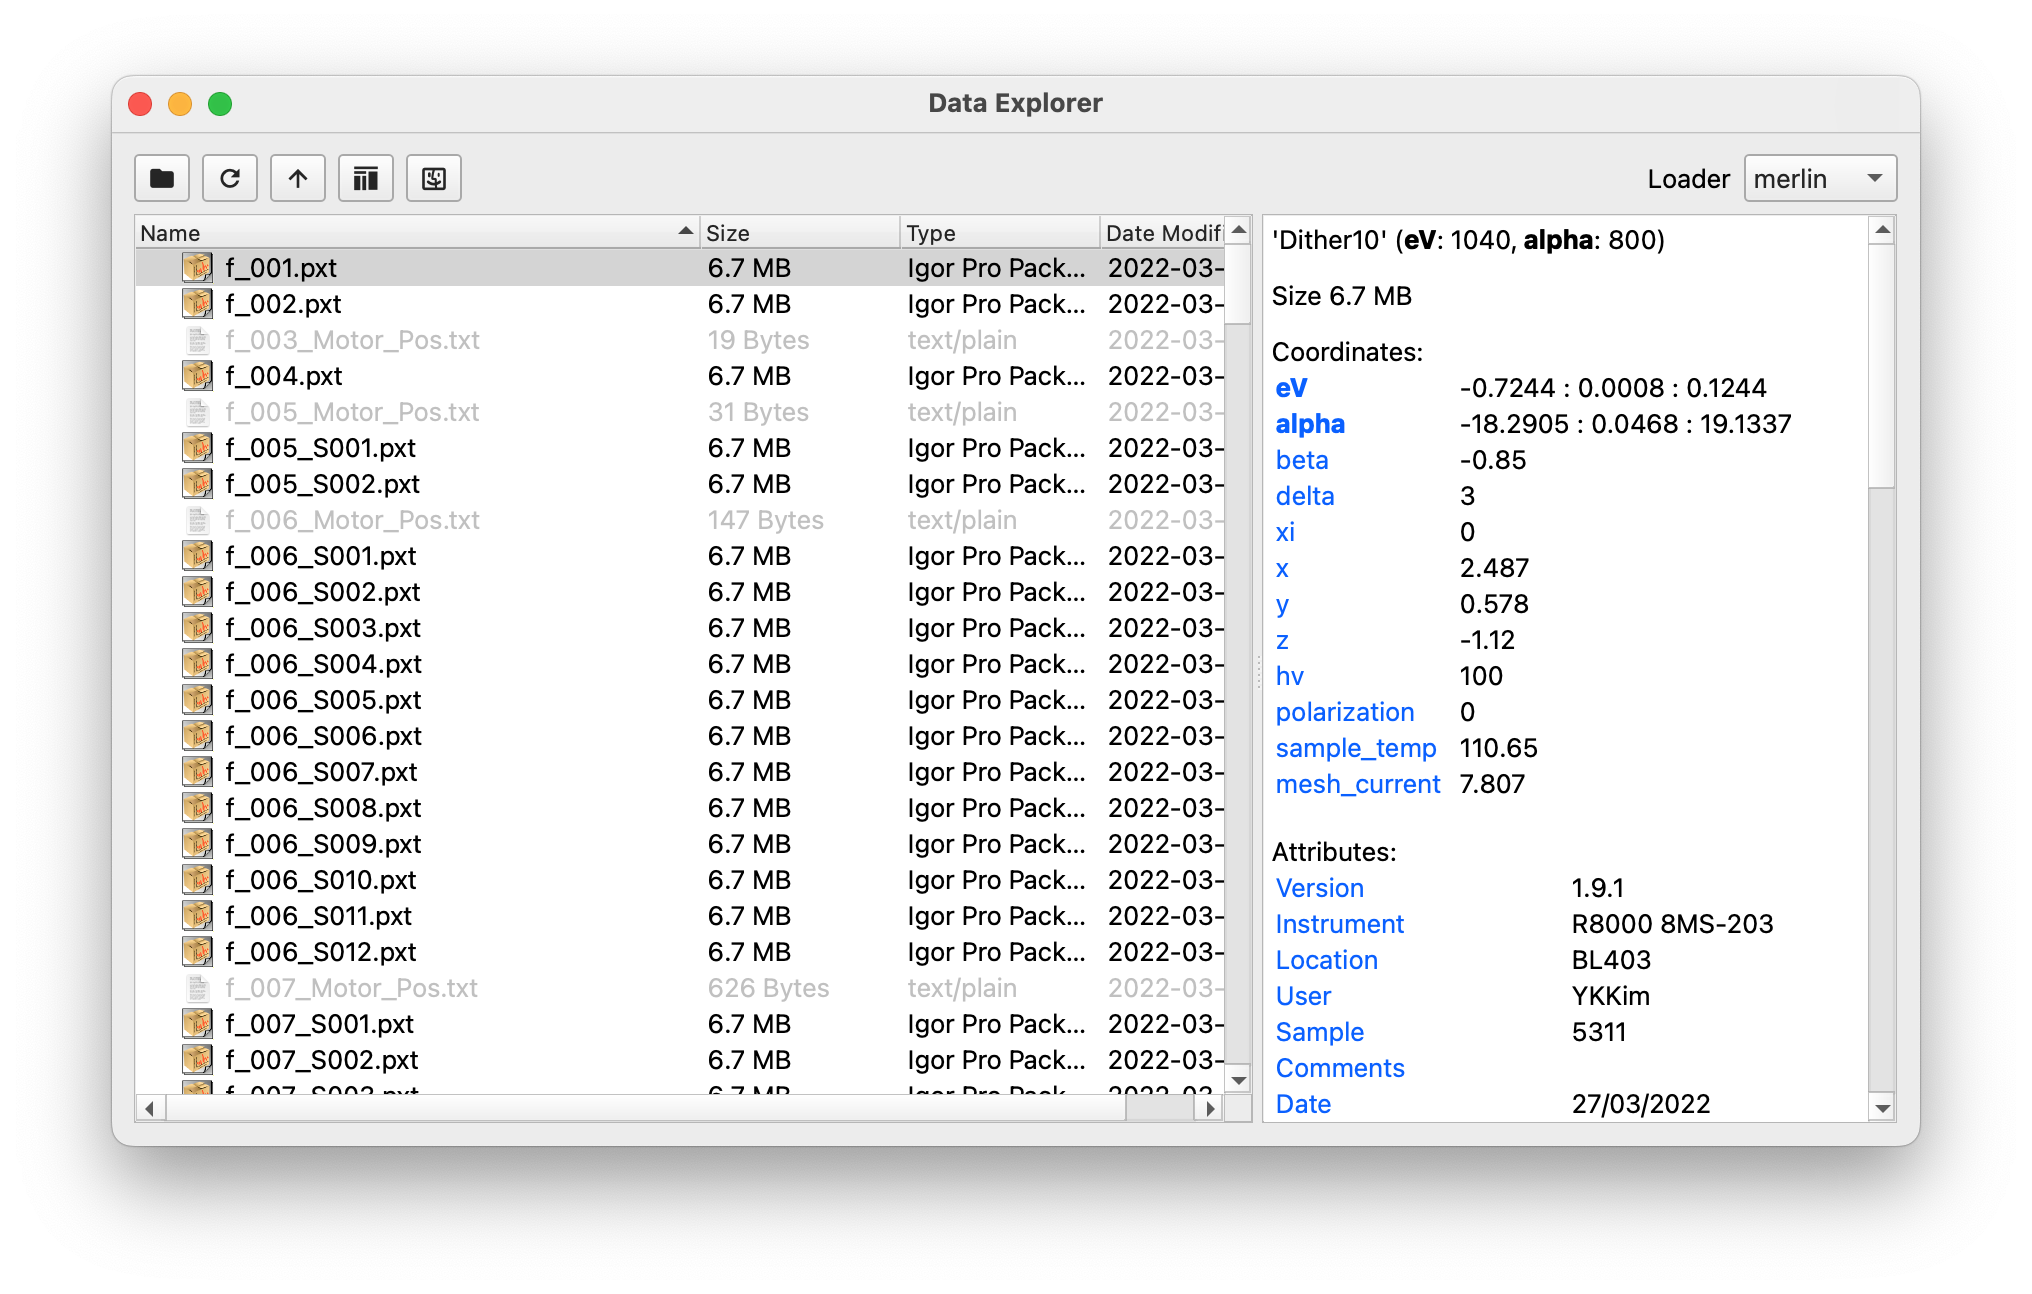 Data Explorer
Loader merlin
Name Size Type Date Modif
f_001.pxt 6.7 MB Igor Pro Pack... 2022-03-
f_002.pxt 6.7 MB Igor Pro Pack... 2022-03-
f_003_Motor_Pos.txt 19 Bytes text/plain 2022-03-
f_004.pxt 6.7 MB Igor Pro Pack... 2022-03-
f_005_Motor_Pos.txt 31 Bytes text/plain 2022-03-
f_005_S001.pxt 6.7 MB Igor Pro Pack... 2022-03-
f_005_S002.pxt 6.7 MB Igor Pro Pack... 2022-03-
f_006_Motor_Pos.txt 147 Bytes text/plain 2022-03-
f_006_S001.pxt 6.7 MB Igor Pro Pack... 2022-03-
f_006_S002.pxt 6.7 MB Igor Pro Pack... 2022-03-
f_006_S003.pxt 6.7 MB Igor Pro Pack... 2022-03-
f_006_S004.pxt 6.7 MB Igor Pro Pack... 2022-03-
f_006_S005.pxt 6.7 MB Igor Pro Pack... 2022-03-
f_006_S006.pxt 6.7 MB Igor Pro Pack... 2022-03-
f_006_S007.pxt 6.7 MB Igor Pro Pack... 2022-03-
f_006_S008.pxt 6.7 MB Igor Pro Pack... 2022-03-
f_006_S009.pxt 6.7 MB Igor Pro Pack... 2022-03-
f_006_S010.pxt 6.7 MB Igor Pro Pack... 2022-03-
f_006_S011.pxt 6.7 MB Igor Pro Pack... 2022-03-
f_006_S012.pxt 6.7 MB Igor Pro Pack... 2022-03-
f_007_Motor_Pos.txt 626 Bytes text/plain 2022-03-
f_007_S001.pxt 6.7 MB Igor Pro Pack... 2022-03-
f_007_S002.pxt 6.7 MB Igor Pro Pack... 2022-03-
f_007_S003.pxt 6.7 MB Igor Pro Pack... 2022-03-
'Dither10' (eV: 1040, alpha: 800)
Size 6.7 MB
Coordinates:
eV -0.7244 : 0.0008 : 0.1244
alpha -18.2905 : 0.0468 : 19.1337
beta -0.85
delta 3
xi 0
x 2.487
y 0.578
z -1.12
hv 100
polarization 0
sample_temp 110.65
mesh_current 7.807
Attributes:
Version 1.9.1
Instrument R8000 8MS-203
Location BL403
User YKKim
Sample 5311
Comments
Date 27/03/2022